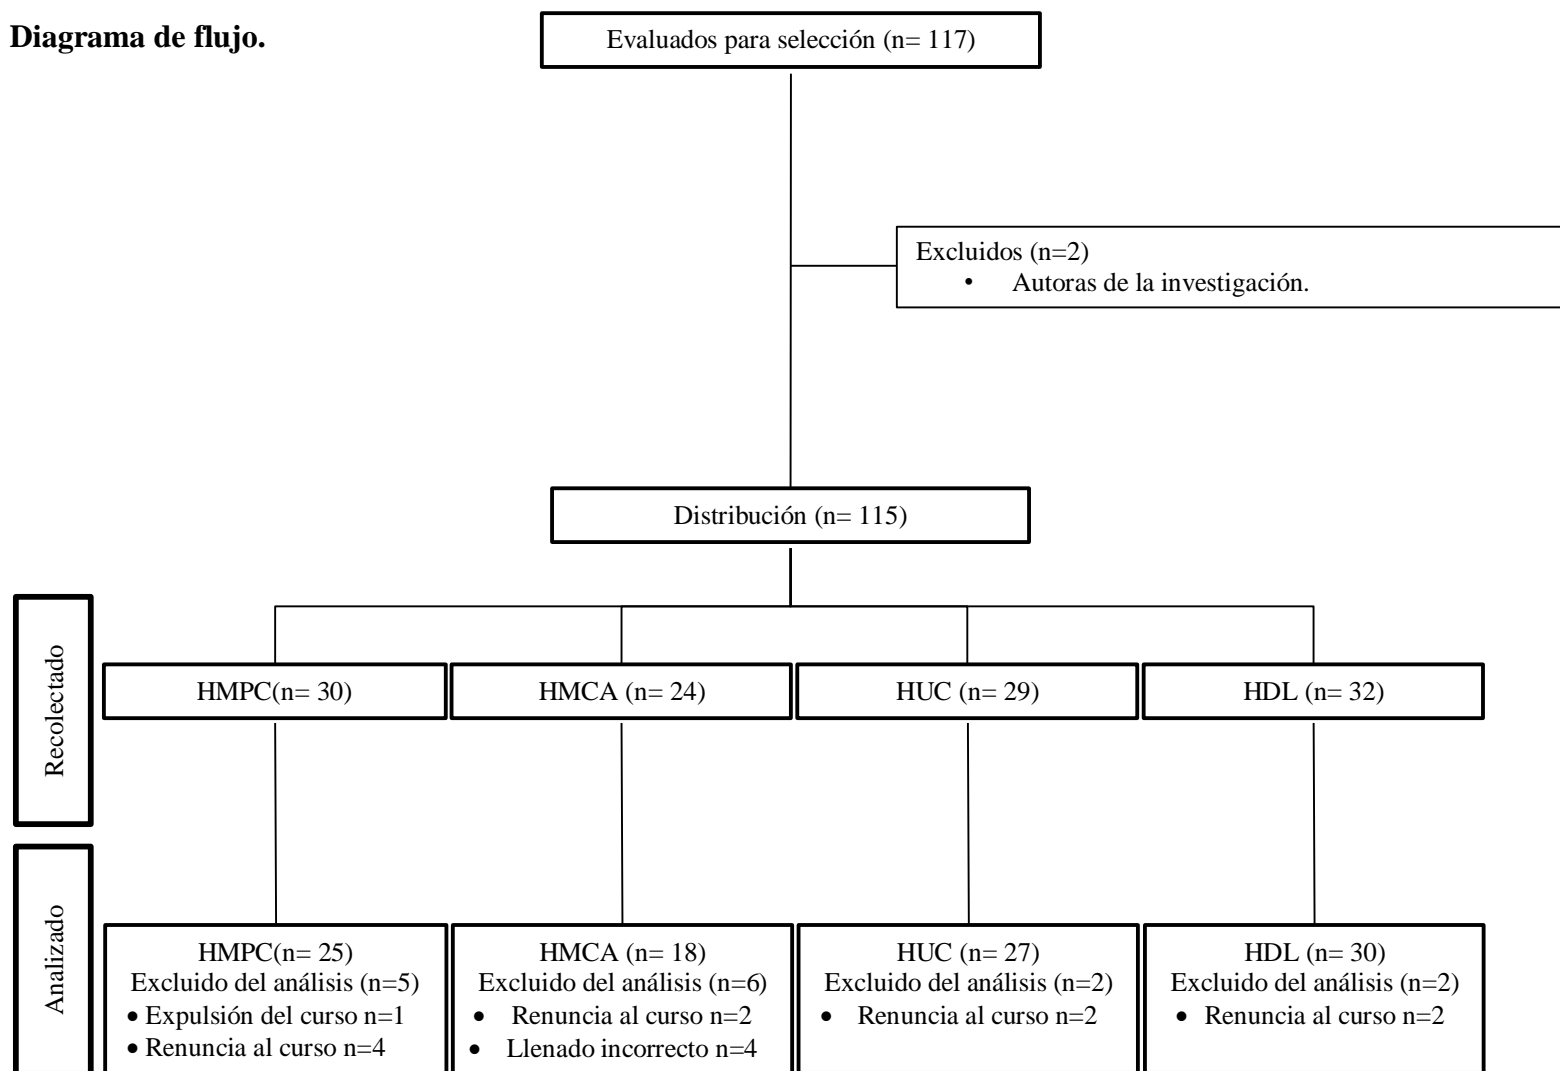 Diagrama de flujo.
Evaluados para selección (n= 117)
Excluidos (n=2)
• Autoras de la investigación.
Distribución (n= 115)
Recolectado
HMPC(n= 30)
HMCA (n= 24)
HUC (n= 29)
HDL (n= 32)
Analizado
HMPC(n= 25)
Excluido del análisis (n=5)
• Expulsión del curso n=1
• Renuncia al curso n=4
HMCA (n= 18)
Excluido del análisis (n=6)
• Renuncia al curso n=2
• Llenado incorrecto n=4
HUC (n= 27)
Excluido del análisis (n=2)
• Renuncia al curso n=2
HDL (n= 30)
Excluido del análisis (n=2)
• Renuncia al curso n=2